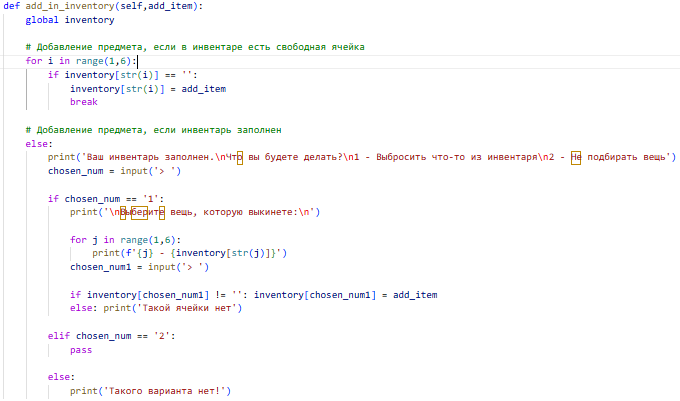 def add_in_inventory(self,add_item):
global inventory
# Добавление предмета, если в инвентаре есть свободная ячейка
for i in range(1,6):
if inventory[str(i)] == '':
inventory[str(i)] = add_item
break
# Добавление предмета, если инвентарь заполнен
else:
print('Ваш инвентарь заполнен.\nЧто вы будете делать?\n1 - Выбросить что-то из инвентаря\n2 - Не подбирать вещь')
chosen_num = input('> ')
if chosen_num == '1':
print('\nВыберите вещь, которую выкинете:\n')
for j in range(1,6):
print(f'{j} - {inventory[str(j)]}')
chosen_num1 = input('> ')
if inventory[chosen_num1] != '': inventory[chosen_num1] = add_item
else: print('Такой ячейки нет')
elif chosen_num == '2':
pass
else:
print('Такого варианта нет!')